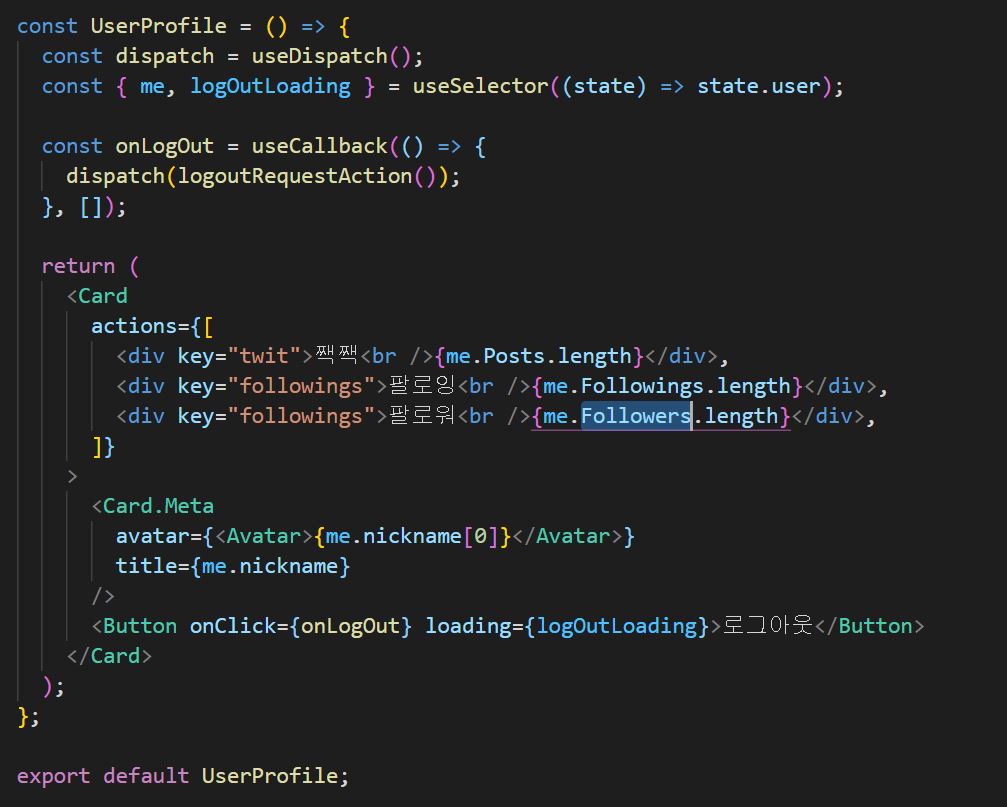 const UserProfile = () => {
  const dispatch = useDispatch();
  const { me, logOutLoading } = useSelector((state) => state.user);

  const onLogOut = useCallback(() => {
    dispatch(logoutRequestAction());
  }, []);

  return (
    <Card
      actions={[
        <div key="twit">짹짹<br />{me.Posts.length}</div>,
        <div key="followings">팔로잉<br />{me.Followings.length}</div>,
        <div key="followings">팔로워<br />{me.Followers.length}</div>,
      ]}
    >
      <Card.Meta
        avatar={<Avatar>{me.nickname[0]}</Avatar>}
        title={me.nickname}
      />
      <Button onClick={onLogOut} loading={logOutLoading}>로그아웃</Button>
    </Card>
  );
};

export default UserProfile;